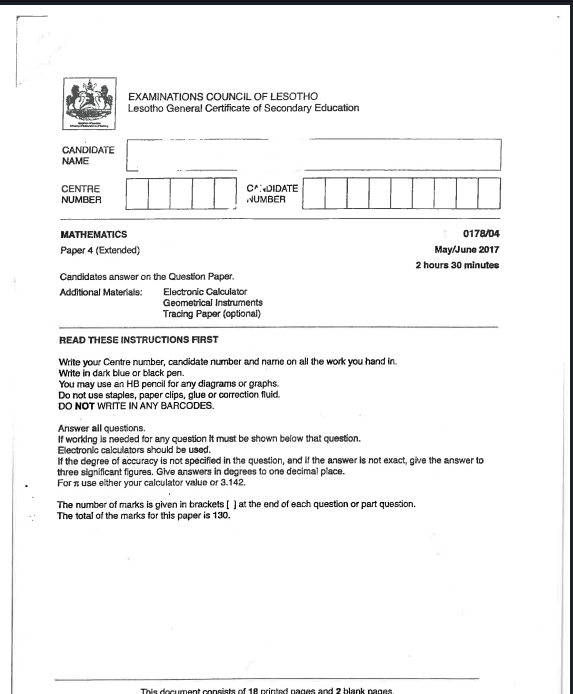 EXAMINATIONS COUNCIL OF LESOTHO
Lesotho General Certificate of Secondary Education
CANDIDATE
NAME
CENTRE
NUMBER
CANDIDATE
NUMBER
MATHEMATICS
0178/04
Paper 4 (Extended)
May/June 2017
2 hours 30 minutes
Candidates answer on the Question Paper.
Additional Materials: Electronic Calculator
Geometrical Instruments
Tracing Paper (optional)
READ THESE INSTRUCTIONS FIRST
Write your Centre number, candidate number and name on all the work you hand in.
Write in dark blue or black pen.
You may use an HB pencil for any diagrams or graphs.
Do not use staples, paper clips, glue or correction fluid.
DO NOT WRITE IN ANY BARCODES.
Answer all questions.
If working is needed for any question it must be shown below that question.
Electronic calculators should be used.
If the degree of accuracy is not specified in the question, and if the answer is not exact, give the answer to
three significant figures. Give answers in degrees to one decimal place.
For π use either your calculator value or 3.142.
The number of marks is given in brackets [ ] at the end of each question or part question.
The total of the marks for this paper is 130.
This document consists of 18 printed pages and 2 blank pages.